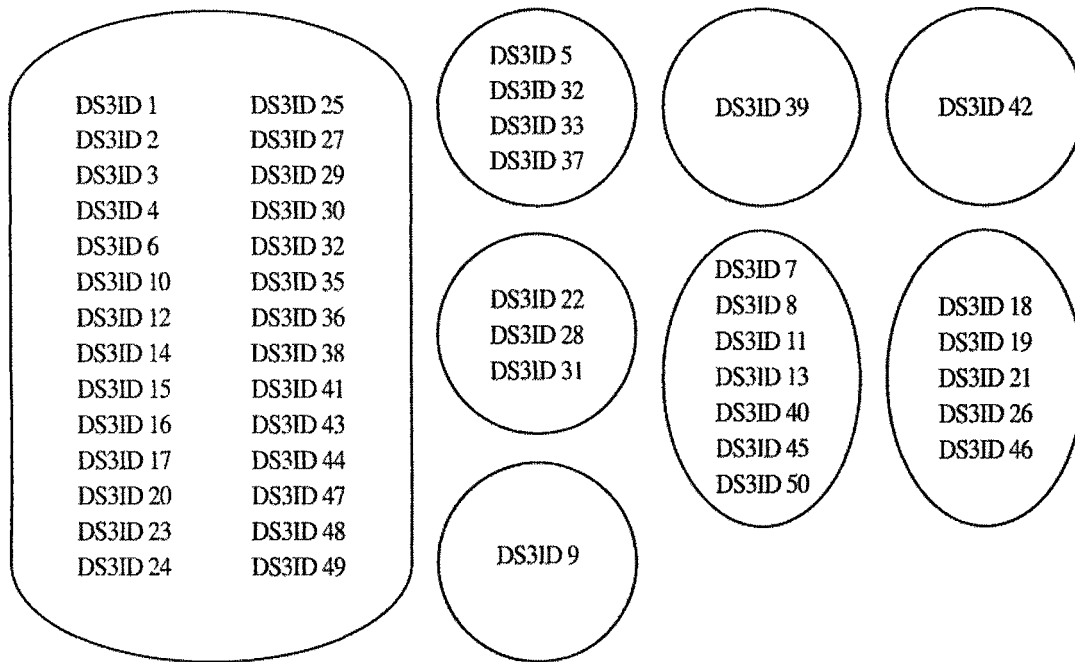 DS3ID 1
DS3ID 2
DS3ID 3
DS3ID 4
DS3ID 6
DS3ID 10
DS3ID 12
DS3ID 14
DS3ID 15
DS3ID 16
DS3ID 17
DS3ID 20
DS3ID 23
DS3ID 24
DS3ID 25
DS3ID 27
DS3ID 29
DS3ID 30
DS3ID 32
DS3ID 35
DS3ID 36
DS3ID 38
DS3ID 41
DS3ID 43
DS3ID 44
DS3ID 47
DS3ID 48
DS3ID 49
DS3ID 5
DS3ID 32
DS3ID 33
DS3ID 37
DS3ID 39
DS3ID 42
DS3ID 22
DS3ID 28
DS3ID 31
DS3ID 7
DS3ID 8
DS3ID 11
DS3ID 13
DS3ID 40
DS3ID 45
DS3ID 50
DS3ID 18
DS3ID 19
DS3ID 21
DS3ID 26
DS3ID 46
DS3ID 9